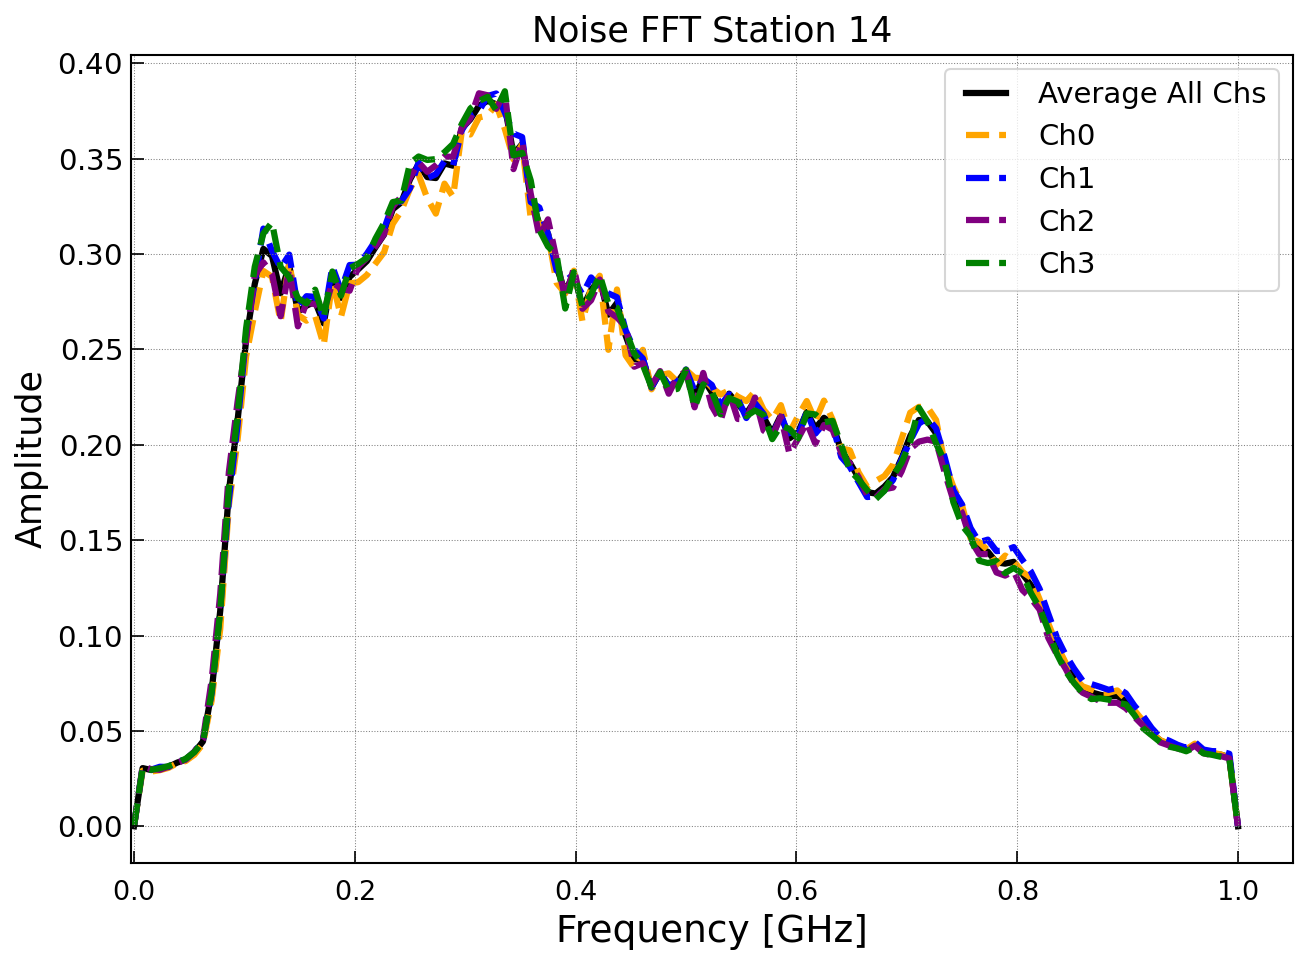 Noise FFT Station 14
0.40
0.35
0.30
0.25
0.20
0.15
0.10
0.05
0.00
Amplitude
Average All Chs
Ch0
Ch1
Ch2
Ch3
0.0 0.2 0.4 0.6 0.8 1.0
Frequency [GHz]